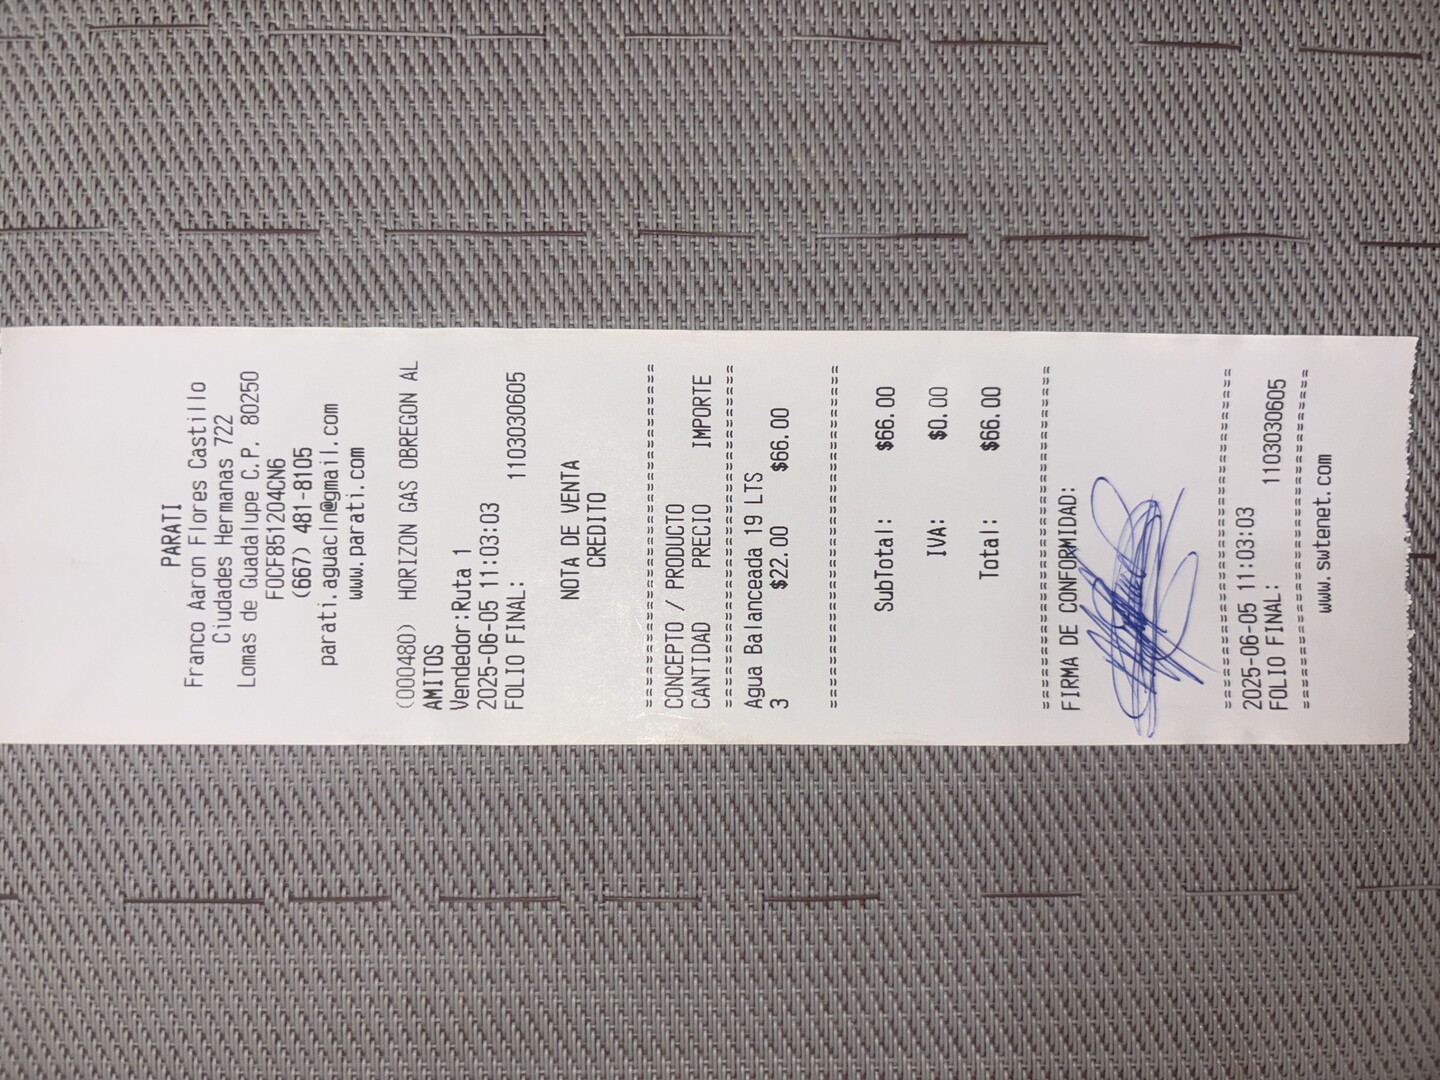 PARATI
Franco Aaron Flores Castillo
Ciudades Hermanas 722
Lomas de Guadalupe C.P. 80250
FOCF851204CN6
(667) 481-8105
parati.aguacln@gmail.com
www.parati.com
(000480) HORIZON GAS OBREGON AL
AMITOS
Vendedor:Ruta 1
2025-06-05 11:03:03
FOLIO FINAL: 1103030605
NOTA DE VENTA
CREDITO
================================
CONCEPTO / PRODUCTO
CANTIDAD PRECIO IMPORTE
================================
Agua Balanceada 19 LTS
3 $22.00 $66.00
================================
SubTotal: $66.00
IVA: $0.00
Total: $66.00
================================
FIRMA DE CONFORMIDAD:
================================
2025-06-05 11:03:03
FOLIO FINAL: 1103030605
================================
www.swtenet.com